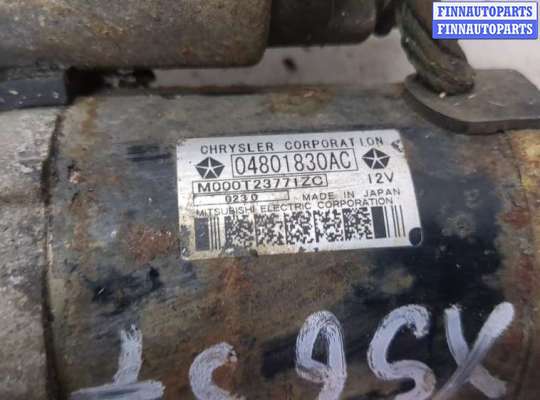 FINNAUTOPARTS
FINNAUTOPARTS
CHRYSLER CORPORATION
04801830AC
M000T23771ZC 12V
0230 MADE IN JAPAN
MITSUBISHI ELECTRIC CORPORATION